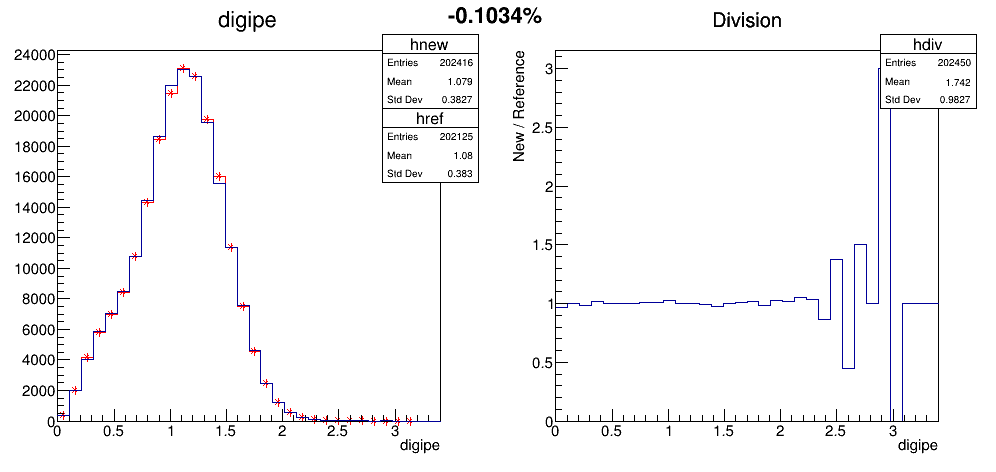 -0.1034%
digipe
hnew
Entries 202416
Mean 1.079
Std Dev 0.3827
href
Entries 202125
Mean 1.08
Std Dev 0.383
24000
22000
20000
18000
16000
14000
12000
10000
8000
6000
4000
2000
0
0 0.5 1 1.5 2 2.5 3
digipe
Division
hdiv
Entries 202450
Mean 1.742
Std Dev 0.9827
New / Reference
3
2.5
2
1.5
1
0.5
0
0 0.5 1 1.5 2 2.5 3
digipe